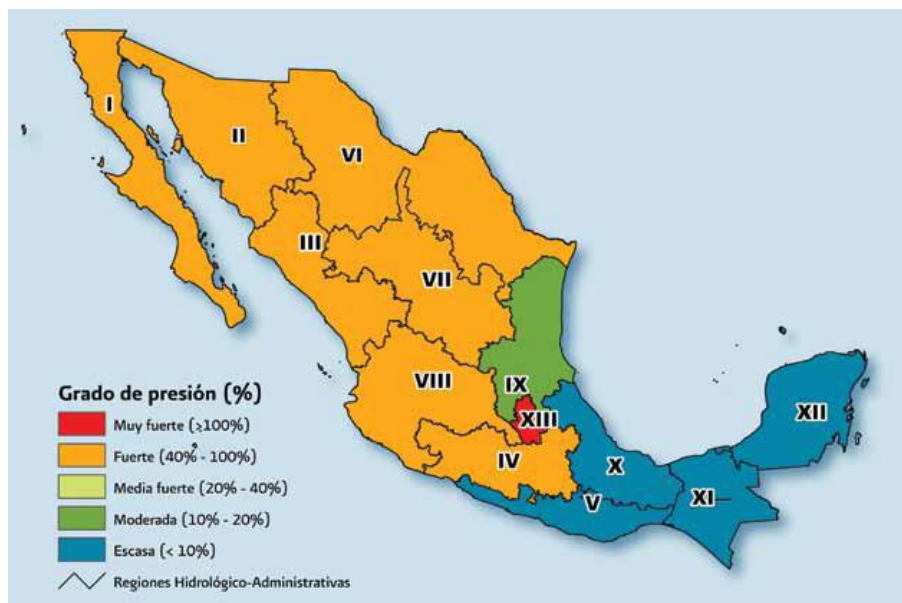 I
II
VI
III
VII
VIII
IX
XIII
XII
IV
X
V
XI
Grado de presión (%)
Muy fuerte (≥100%)
Fuerte (40% - 100%)
Media fuerte (20% - 40%)
Moderada (10% - 20%)
Escasa (< 10%)
Regiones Hidrológico-Administrativas